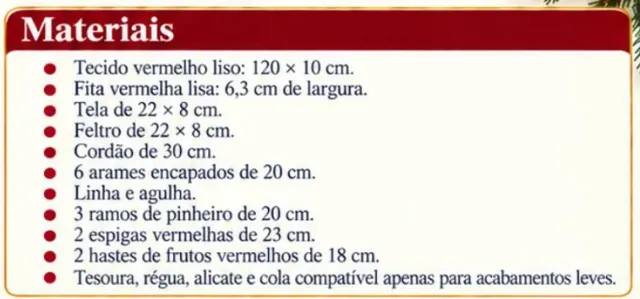 Materiais
Tecido vermelho liso: 120 × 10 cm.
Fita vermelha lisa: 6,3 cm de largura.
Tela de 22 × 8 cm.
Feltro de 22 × 8 cm.
Cordão de 30 cm.
6 arames encapados de 20 cm.
Linha e agulha.
3 ramos de pinheiro de 20 cm.
2 espigas vermelhas de 23 cm.
2 hastes de frutos vermelhos de 18 cm.
Tesoura, régua, alicate e cola compatível apenas para acabamentos leves.